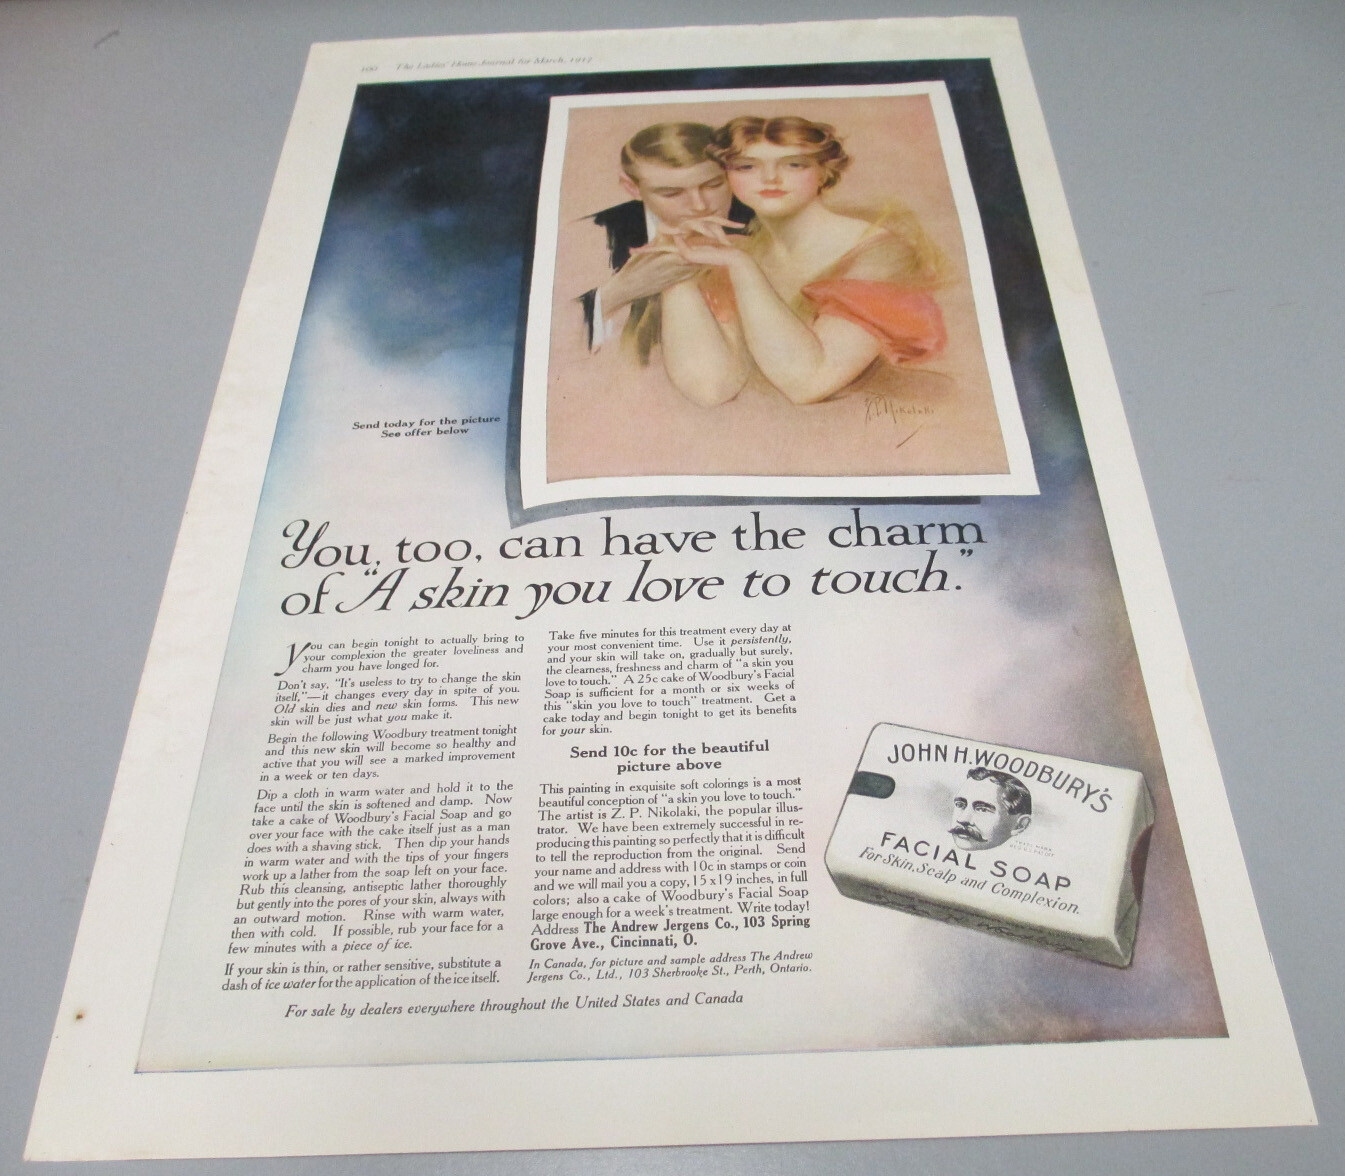 100 The Ladies' Home Journal for March, 1917
Z. P. Nikolaki
Send today for the picture
See offer below
You, too, can have the charm
of "A skin you love to touch."
You can begin tonight to actually bring to
your complexion the greater loveliness and
charm you have longed for.
Don't say, "It's useless to try to change the skin
itself,"—it changes every day in spite of you.
Old skin dies and new skin forms. This new
skin will be just what you make it.
Begin the following Woodbury treatment tonight
and this new skin will become so healthy and
active that you will see a marked improvement
in a week or ten days.
Dip a cloth in warm water and hold it to the
face until the skin is softened and damp. Now
take a cake of Woodbury's Facial Soap and go
over your face with the cake itself just as a man
does with a shaving stick. Then dip your hands
in warm water and with the tips of your fingers
work up a lather from the soap left on your face.
Rub this cleansing, antiseptic lather thoroughly
but gently into the pores of your skin, always with
an outward motion. Rinse with warm water,
then with cold. If possible, rub your face for a
few minutes with a piece of ice.
If your skin is thin, or rather sensitive, substitute a
dash of ice water for the application of the ice itself.
Take five minutes for this treatment every day at
your most convenient time. Use it persistently,
and your skin will take on, gradually but surely,
the clearness, freshness and charm of "a skin you
love to touch." A 25c cake of Woodbury's Facial
Soap is sufficient for a month or six weeks of
this "skin you love to touch" treatment. Get a
cake today and begin tonight to get its benefits
for your skin.
Send 10c for the beautiful
picture above
This painting in exquisite soft colorings is a most
beautiful conception of "a skin you love to touch."
The artist is Z. P. Nikolaki, the popular illus-
trator. We have been extremely successful in re-
producing this painting so perfectly that it is difficult
to tell the reproduction from the original. Send
your name and address with 10c in stamps or coin
and we will mail you a copy, 15 x 19 inches, in full
colors; also a cake of Woodbury's Facial Soap
large enough for a week's treatment. Write today!
Address The Andrew Jergens Co., 103 Spring
Grove Ave., Cincinnati, O.
In Canada, for picture and sample address The Andrew
Jergens Co., Ltd., 103 Sherbrooke St., Perth, Ontario.
For sale by dealers everywhere throughout the United States and Canada
JOHN H. WOODBURY'S
FACIAL SOAP
For Skin, Scalp and Complexion.